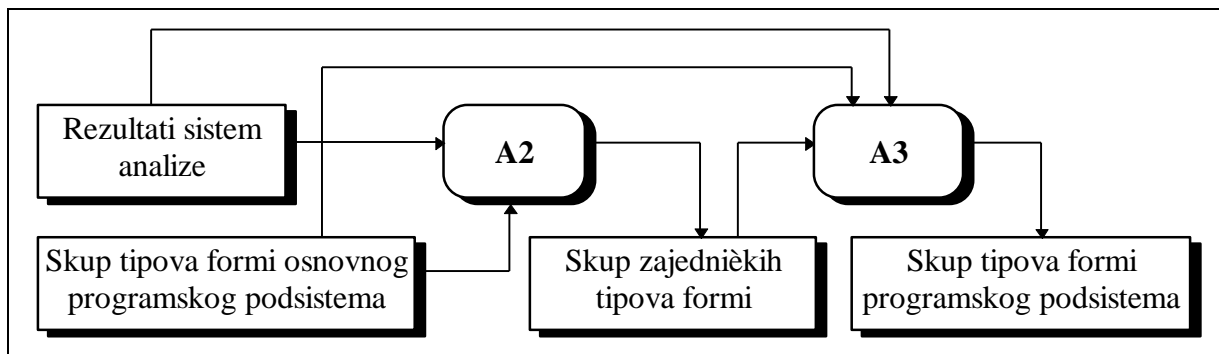 Rezultati sistem
analize
A2
A3
Skup tipova formi osnovnog
programskog podsistema
Skup zajednièkih
tipova formi
Skup tipova formi
programskog podsistema